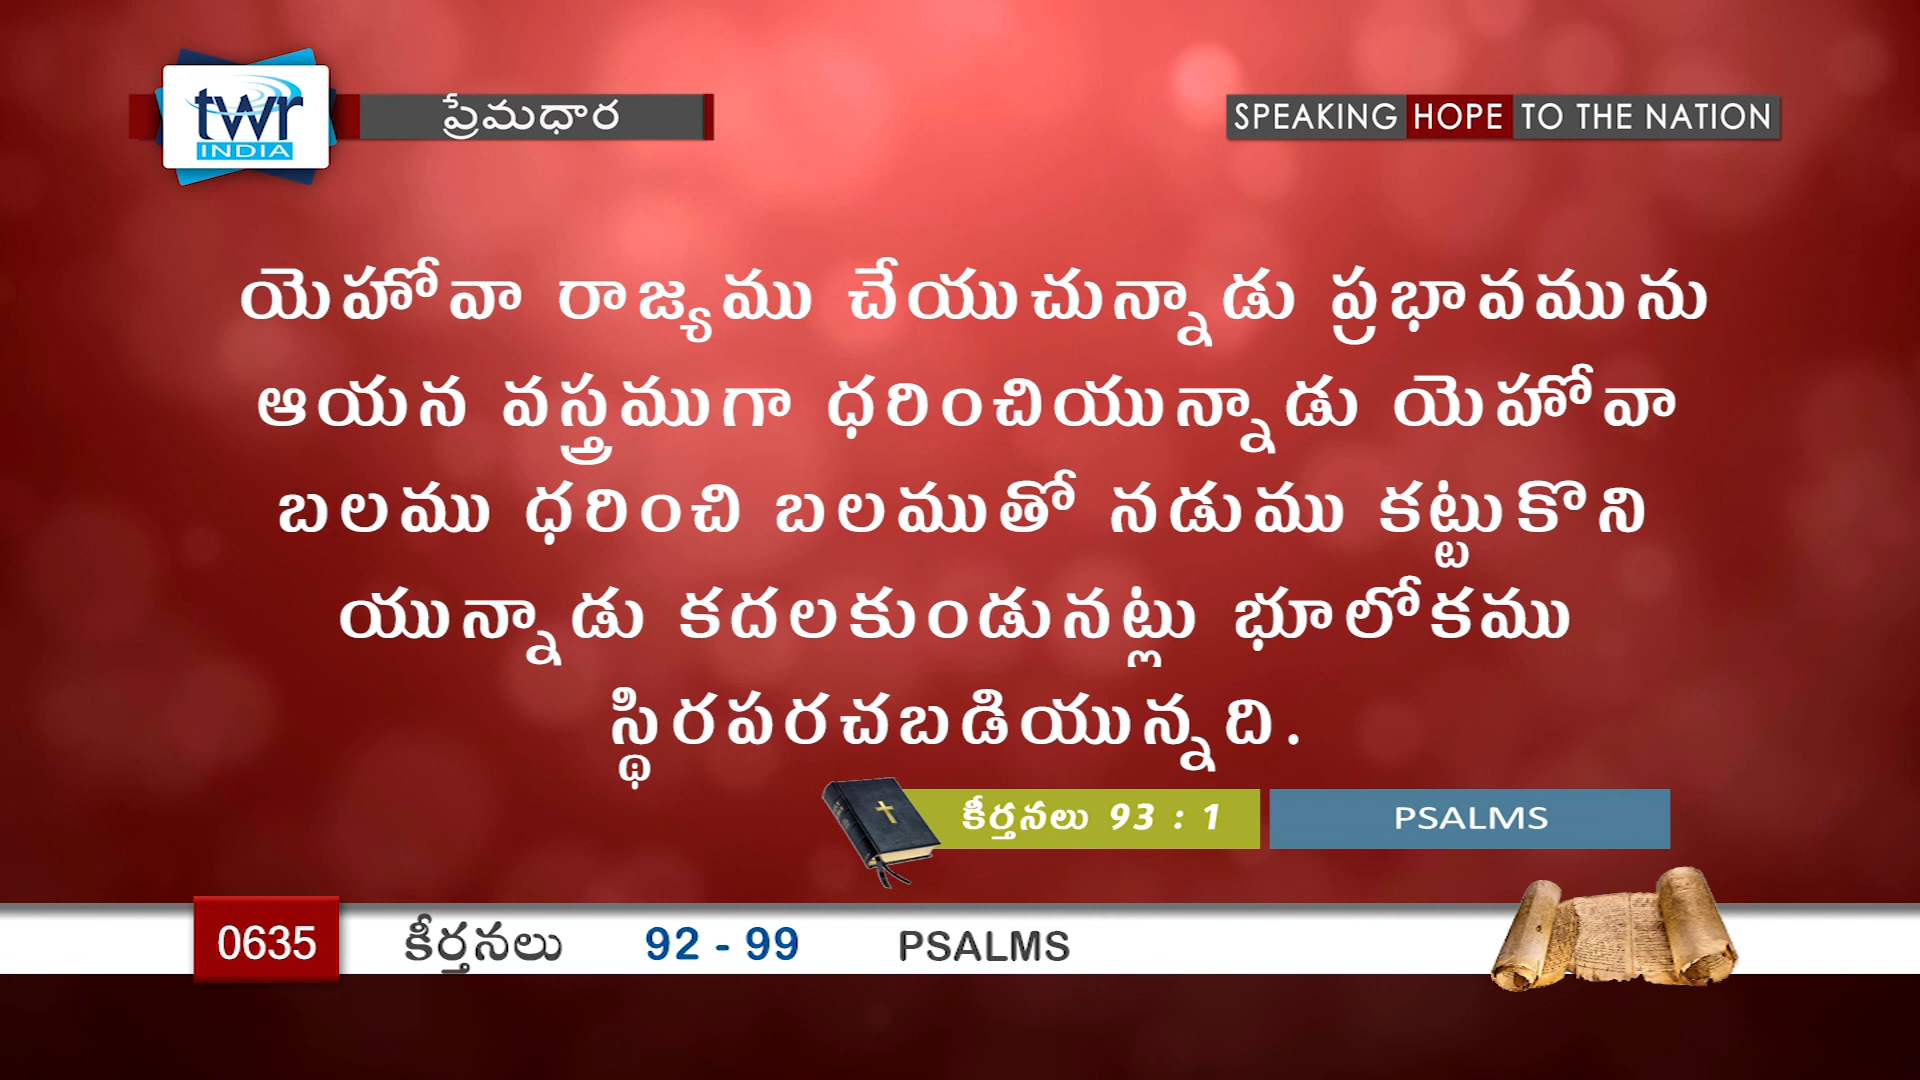 twr
INDIA
ప్రేమధార
SPEAKING HOPE TO THE NATION
యెహోవా రాజ్యము చేయుచున్నాడు ప్రభావమును
ఆయన వస్త్రముగా ధరించియున్నాడు యెహోవా
బలము ధరించి బలముతో నడుము కట్టుకొని
యున్నాడు కదలకుండునట్లు భూలోకము
స్థిరపరచబడియున్నది.
కీర్తనలు 93 : 1 PSALMS
0635 కీర్తనలు 92 - 99 PSALMS